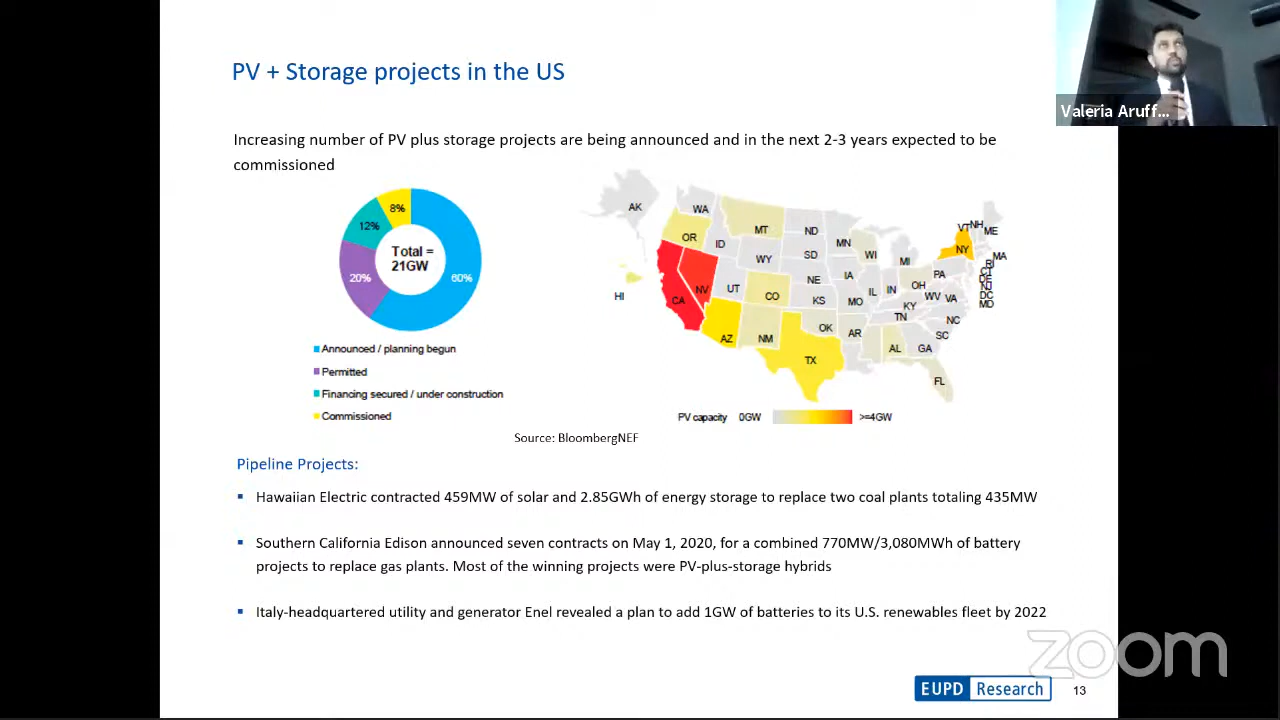 PV + Storage projects in the US
Valeria Aruff...
Increasing number of PV plus storage projects are being announced and in the next 2-3 years expected to be
commissioned
8%
12%
20%
60%
Total =
21GW
Announced / planning begun
Permitted
Financing secured / under construction
Commissioned
AK
WA
OR
ID
MT
ND
MN
WI
MI
VT
NH
ME
NY
MA
RI
CT
DE
NJ
DC
MD
WY
SD
IA
NE
IL
IN
OH
PA
HI
CA
NV
UT
CO
KS
MO
KY
WV
VA
TN
NC
SC
AZ
NM
OK
AR
AL
GA
TX
FL
PV capacity 0GW >=4GW
Source: BloombergNEF
Pipeline Projects:
▪ Hawaiian Electric contracted 459MW of solar and 2.85GWh of energy storage to replace two coal plants totaling 435MW
▪ Southern California Edison announced seven contracts on May 1, 2020, for a combined 770MW/3,080MWh of battery
projects to replace gas plants. Most of the winning projects were PV-plus-storage hybrids
▪ Italy-headquartered utility and generator Enel revealed a plan to add 1GW of batteries to its U.S. renewables fleet by 2022
zoom
EUPD Research
13